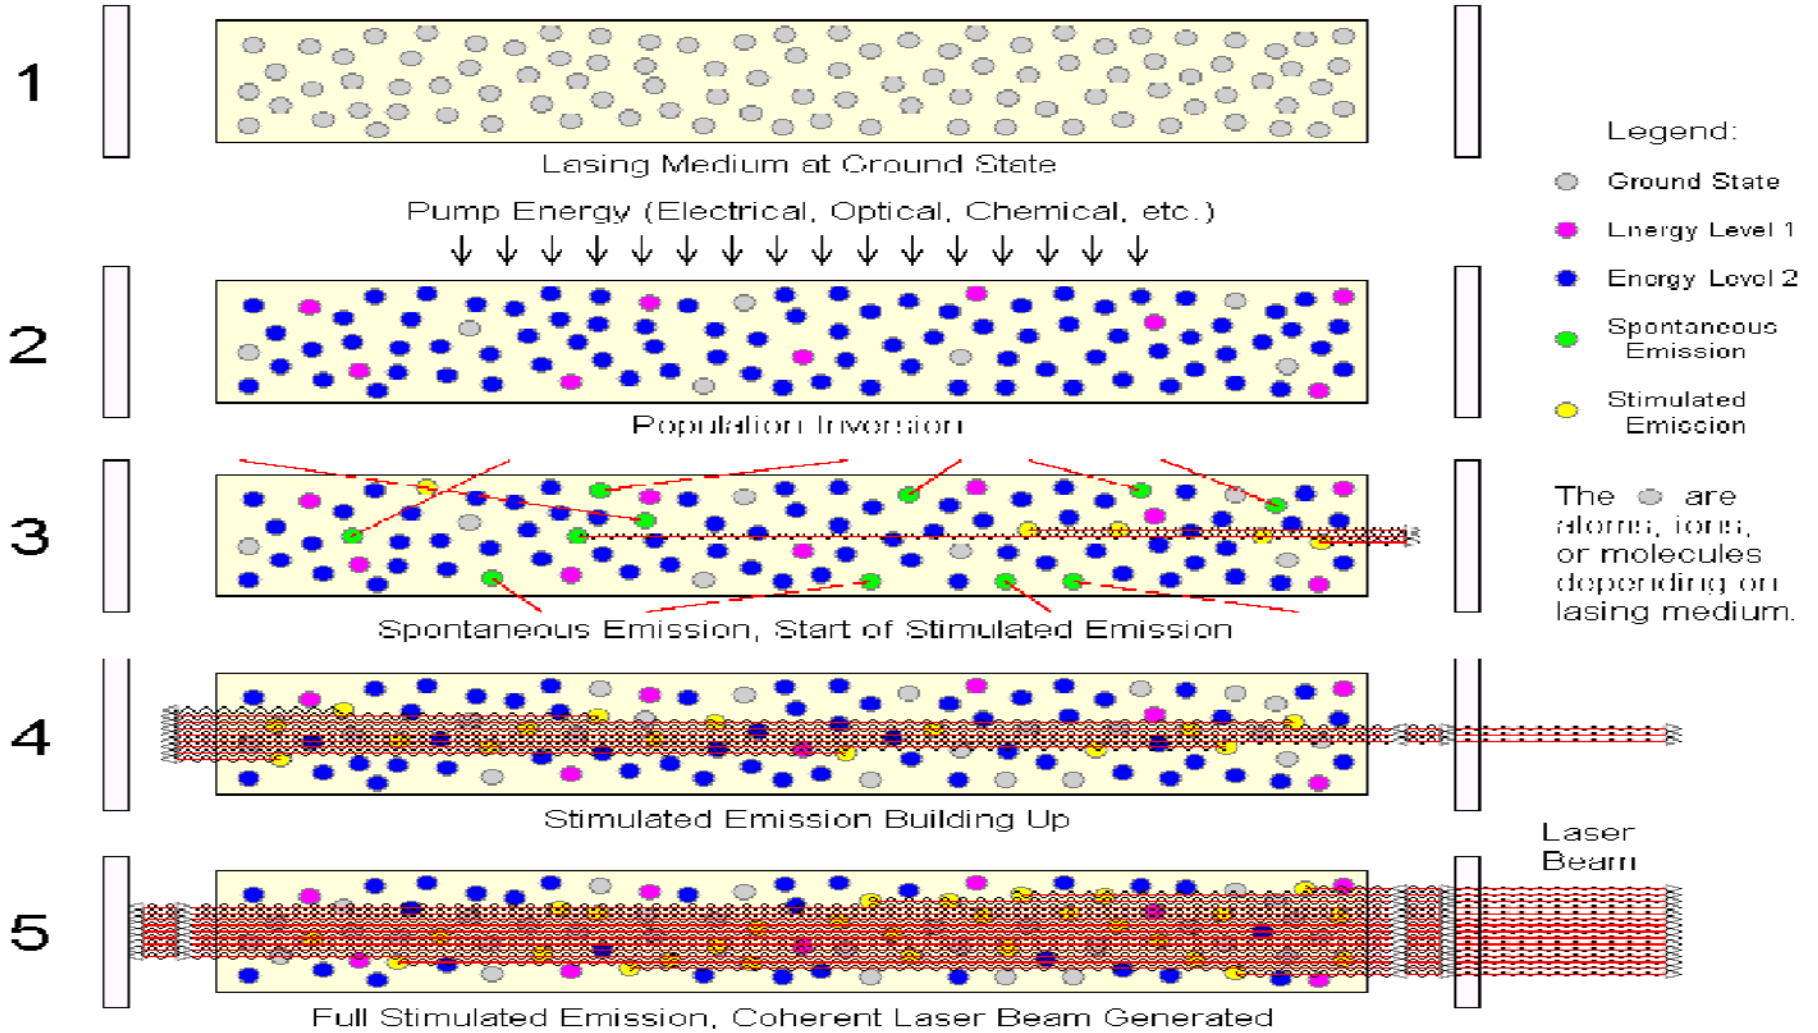 1
Lasing Medium at Ground State
Pump Energy (Electrical, Optical, Chemical, etc.)
2
Population Inversion
3
Spontaneous Emission, Start of Stimulated Emission
4
Stimulated Emission Building Up
5
Full Stimulated Emission, Coherent Laser Beam Generated
Legend:
Ground State
Energy Level 1
Energy Level 2
Spontaneous
Emission
Stimulated
Emission
The are
atoms, ions,
or molecules
depending on
lasing medium.
Laser
Beam